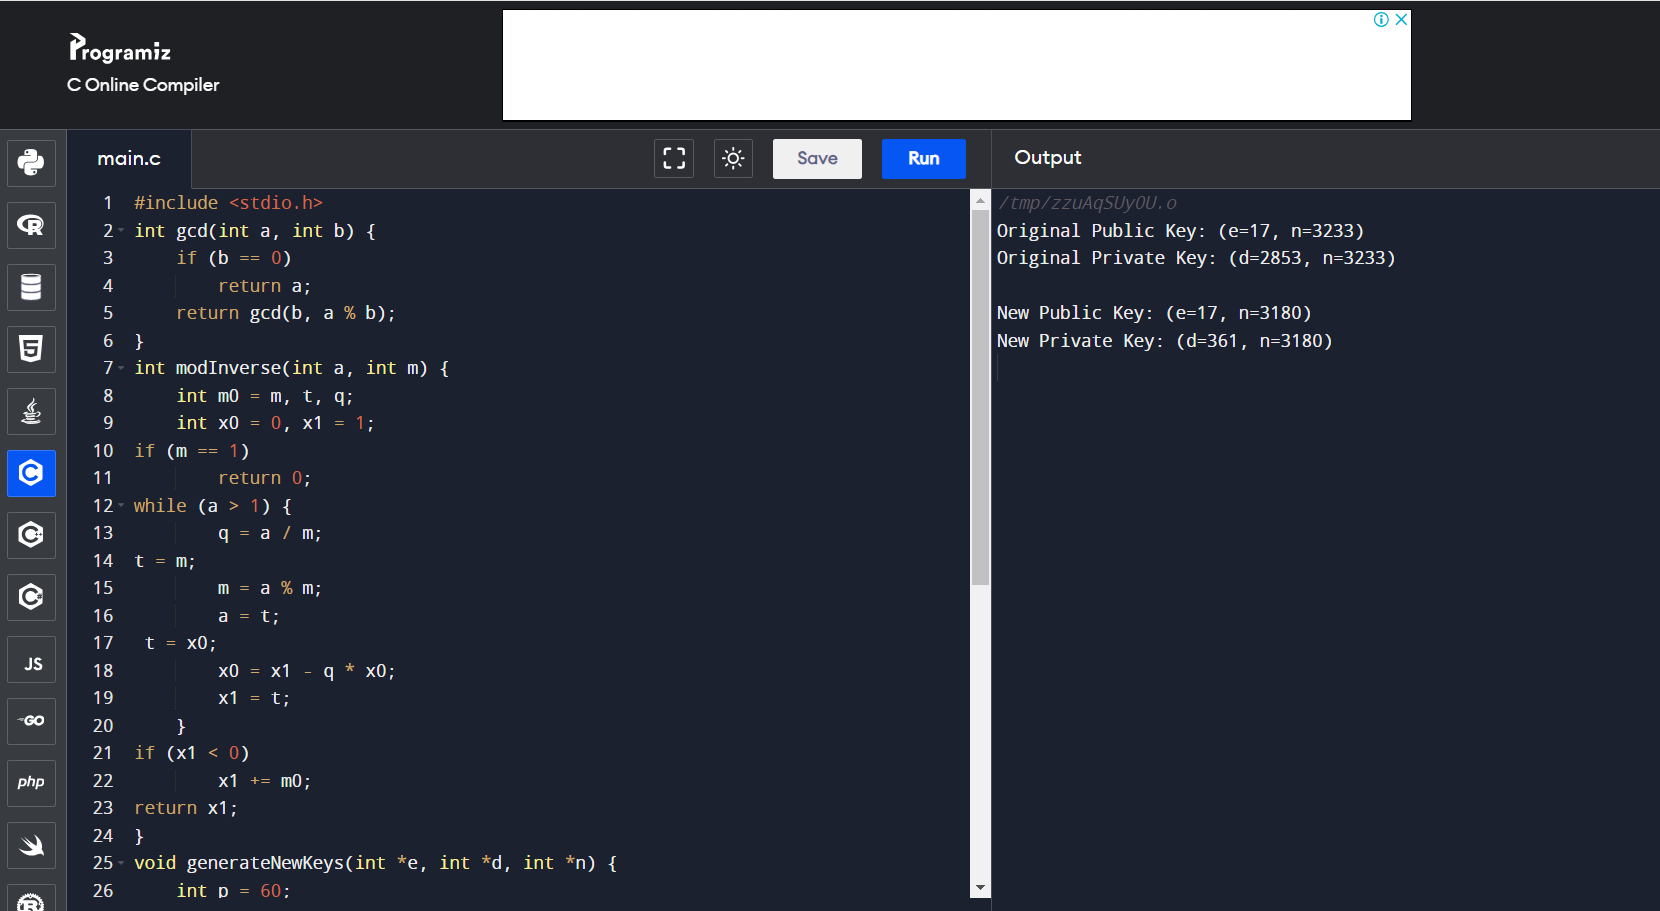 Programiz
C Online Compiler
main.c
Save
Run
Output
1 #include <stdio.h>
2 int gcd(int a, int b) {
3     if (b == 0)
4         return a;
5     return gcd(b, a % b);
6 }
7 int modInverse(int a, int m) {
8     int m0 = m, t, q;
9     int x0 = 0, x1 = 1;
10 if (m == 1)
11         return 0;
12 while (a > 1) {
13         q = a / m;
14 t = m;
15         m = a % m;
16         a = t;
17  t = x0;
18         x0 = x1 - q * x0;
19         x1 = t;
20     }
21 if (x1 < 0)
22         x1 += m0;
23 return x1;
24 }
25 void generateNewKeys(int *e, int *d, int *n) {
26     int p = 60;
/tmp/zzuAqSUyOU.o
Original Public Key: (e=17, n=3233)
Original Private Key: (d=2853, n=3233)
New Public Key: (e=17, n=3180)
New Private Key: (d=361, n=3180)
R
5
C
C
C
JS
GO
php
R